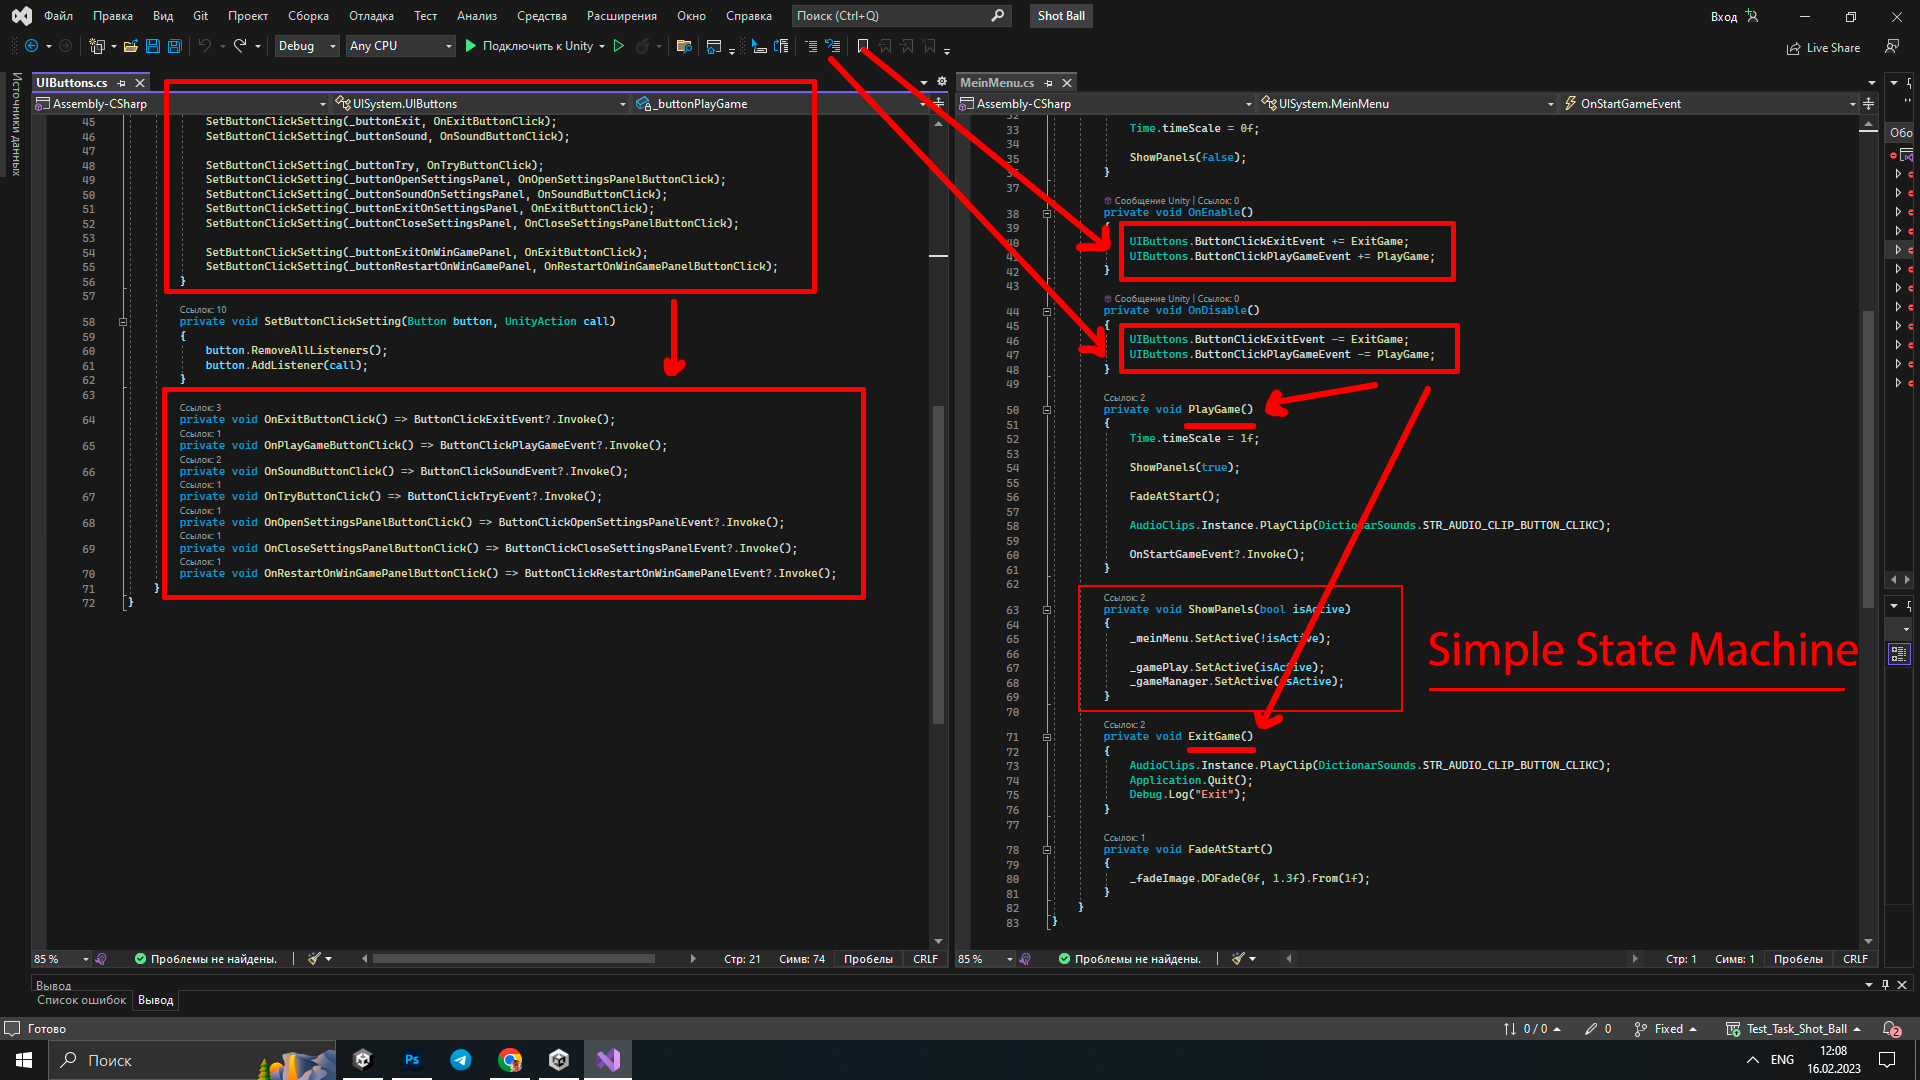 Файл Правка Вид Git Проект Сборка Отладка Тест Анализ Средства Расширения Окно Справка Поиск (Ctrl+Q) Shot Ball Вход
Debug Any CPU Подключить к Unity Live Share
Источники данных
UIButtons.cs
Assembly-CSharp UISystem.UIButtons _buttonPlayGame
45 SetButtonClickSetting(_buttonExit, OnExitButtonClick);
46 SetButtonClickSetting(_buttonSound, OnSoundButtonClick);
47
48 SetButtonClickSetting(_buttonTry, OnTryButtonClick);
49 SetButtonClickSetting(_buttonOpenSettingsPanel, OnOpenSettingsPanelButtonClick);
50 SetButtonClickSetting(_buttonSoundOnSettingsPanel, OnSoundButtonClick);
51 SetButtonClickSetting(_buttonExitOnSettingsPanel, OnExitButtonClick);
52 SetButtonClickSetting(_buttonCloseSettingsPanel, OnCloseSettingsPanelButtonClick);
53
54 SetButtonClickSetting(_buttonExitOnWinGamePanel, OnExitButtonClick);
55 SetButtonClickSetting(_buttonRestartOnWinGamePanel, OnRestartOnWinGamePanelButtonClick);
56 }
57
Ссылок: 10
58 private void SetButtonClickSetting(Button button, UnityAction call)
59 {
60 button.RemoveAllListeners();
61 button.AddListener(call);
62 }
63
Ссылок: 3
64 private void OnExitButtonClick() => ButtonClickExitEvent?.Invoke();
Ссылок: 1
65 private void OnPlayGameButtonClick() => ButtonClickPlayGameEvent?.Invoke();
Ссылок: 2
66 private void OnSoundButtonClick() => ButtonClickSoundEvent?.Invoke();
Ссылок: 1
67 private void OnTryButtonClick() => ButtonClickTryEvent?.Invoke();
Ссылок: 1
68 private void OnOpenSettingsPanelButtonClick() => ButtonClickOpenSettingsPanelEvent?.Invoke();
Ссылок: 1
69 private void OnCloseSettingsPanelButtonClick() => ButtonClickCloseSettingsPanelEvent?.Invoke();
Ссылок: 1
70 private void OnRestartOnWinGamePanelButtonClick() => ButtonClickRestartOnWinGamePanelEvent?.Invoke();
71 }
72 }
85 % Проблемы не найдены. Стр: 21 Симв: 74 Пробелы CRLF
MeinMenu.cs
Assembly-CSharp UISystem.MeinMenu OnStartGameEvent
32
33 Time.timeScale = 0f;
34
35 ShowPanels(false);
36 }
37
Сообщение Unity | Ссылок: 0
38 private void OnEnable()
39 {
40 UIButtons.ButtonClickExitEvent += ExitGame;
41 UIButtons.ButtonClickPlayGameEvent += PlayGame;
42 }
43
Сообщение Unity | Ссылок: 0
44 private void OnDisable()
45 {
46 UIButtons.ButtonClickExitEvent -= ExitGame;
47 UIButtons.ButtonClickPlayGameEvent -= PlayGame;
48 }
49
Ссылок: 2
50 private void PlayGame()
51 {
52 Time.timeScale = 1f;
53
54 ShowPanels(true);
55
56 FadeAtStart();
57
58 AudioClips.Instance.PlayClip(DictionarSounds.STR_AUDIO_CLIP_BUTTON_CLIKC);
59
60 OnStartGameEvent?.Invoke();
61 }
62
Ссылок: 2
63 private void ShowPanels(bool isActive)
64 {
65 _meinMenu.SetActive(!isActive);
66
67 _gamePlay.SetActive(isActive);
68 _gameManager.SetActive(isActive);
69 }
70
Simple State Machine
Ссылок: 2
71 private void ExitGame()
72 {
73 AudioClips.Instance.PlayClip(DictionarSounds.STR_AUDIO_CLIP_BUTTON_CLIKC);
74 Application.Quit();
75 Debug.Log("Exit");
76 }
77
Ссылок: 1
78 private void FadeAtStart()
79 {
80 _fadeImage.DOFade(0f, 1.3f).From(1f);
81 }
82 }
83 }
85 % Проблемы не найдены. Стр: 1 Симв: 1 Пробелы CRLF
Обо
Вывод
Список ошибок Вывод
Готово 0 / 0 0 Fixed Test_Task_Shot_Ball 2
Поиск Ps ENG 12:08
16.02.2023